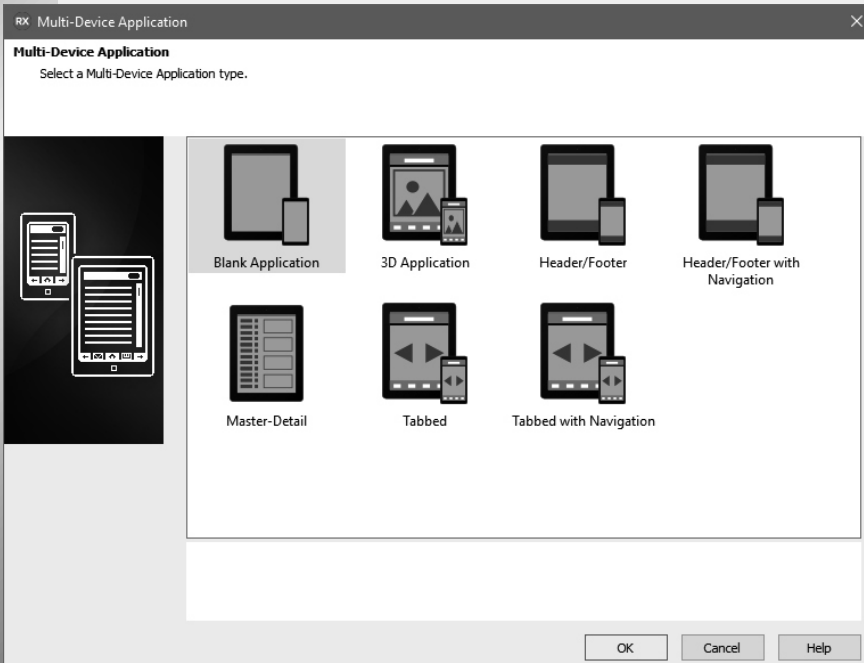 RX Multi-Device Application
Multi-Device Application
Select a Multi-Device Application type.
Blank Application
3D Application
Header/Footer
Header/Footer with
Navigation
Master-Detail
Tabbed
Tabbed with Navigation
OK
Cancel
Help